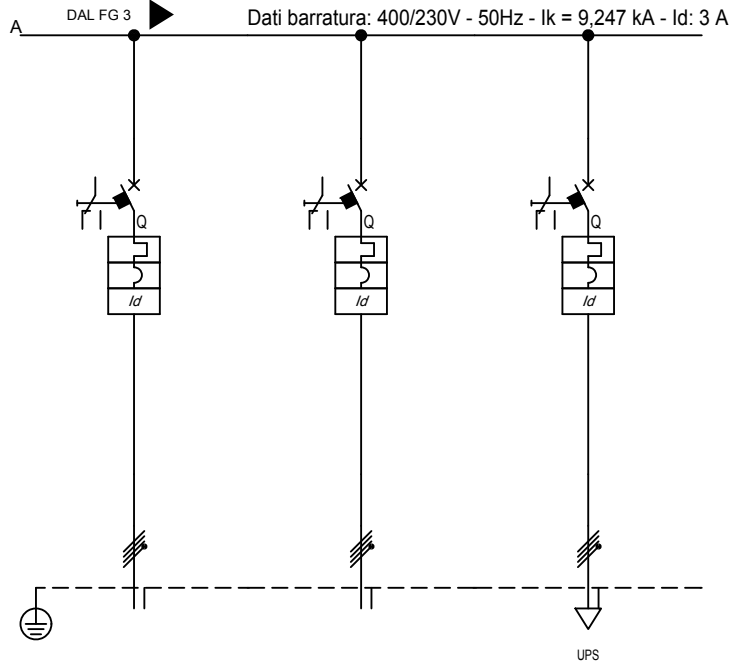 DAL FG 3
Dati barratura: 400/230V - 50Hz - Ik = 9,247 kA - Id: 3 A
A
Q
Q
Q
Id
Id
Id
UPS